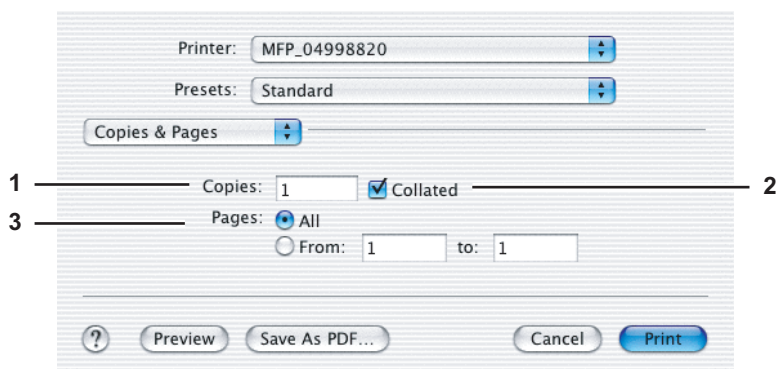 Printer: MFP_04998820
Presets: Standard
Copies & Pages
1 Copies: 1 Collated 2
3 Pages: All
From: 1 to: 1
? Preview Save As PDF... Cancel Print